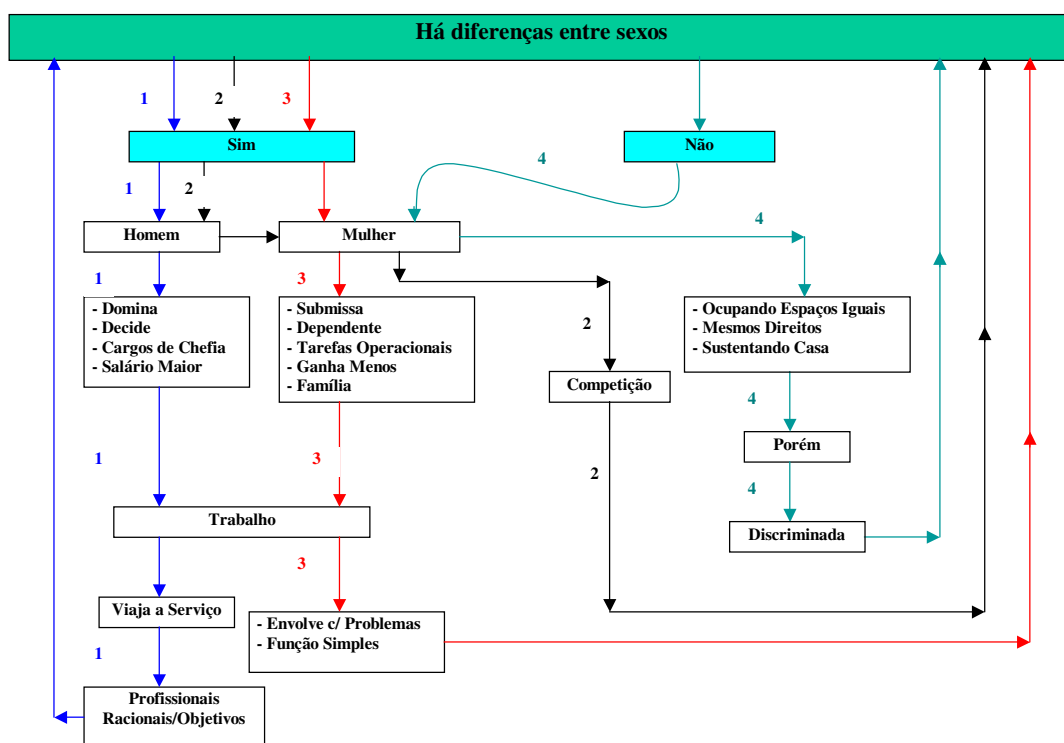 Há diferenças entre sexos
1
2
3
Sim
Não
1
2
4
Homem
Mulher
4
1
3
- Domina
- Decide
- Cargos de Chefia
- Salário Maior
- Submissa
- Dependente
- Tarefas Operacionais
- Ganha Menos
- Família
- Ocupando Espaços Iguais
- Mesmos Direitos
- Sustentando Casa
2
Competição
4
Porém
1
3
2
4
Trabalho
Discriminada
3
Viaja a Serviço
- Envolve c/ Problemas
- Função Simples
1
Profissionais
Racionais/Objetivos